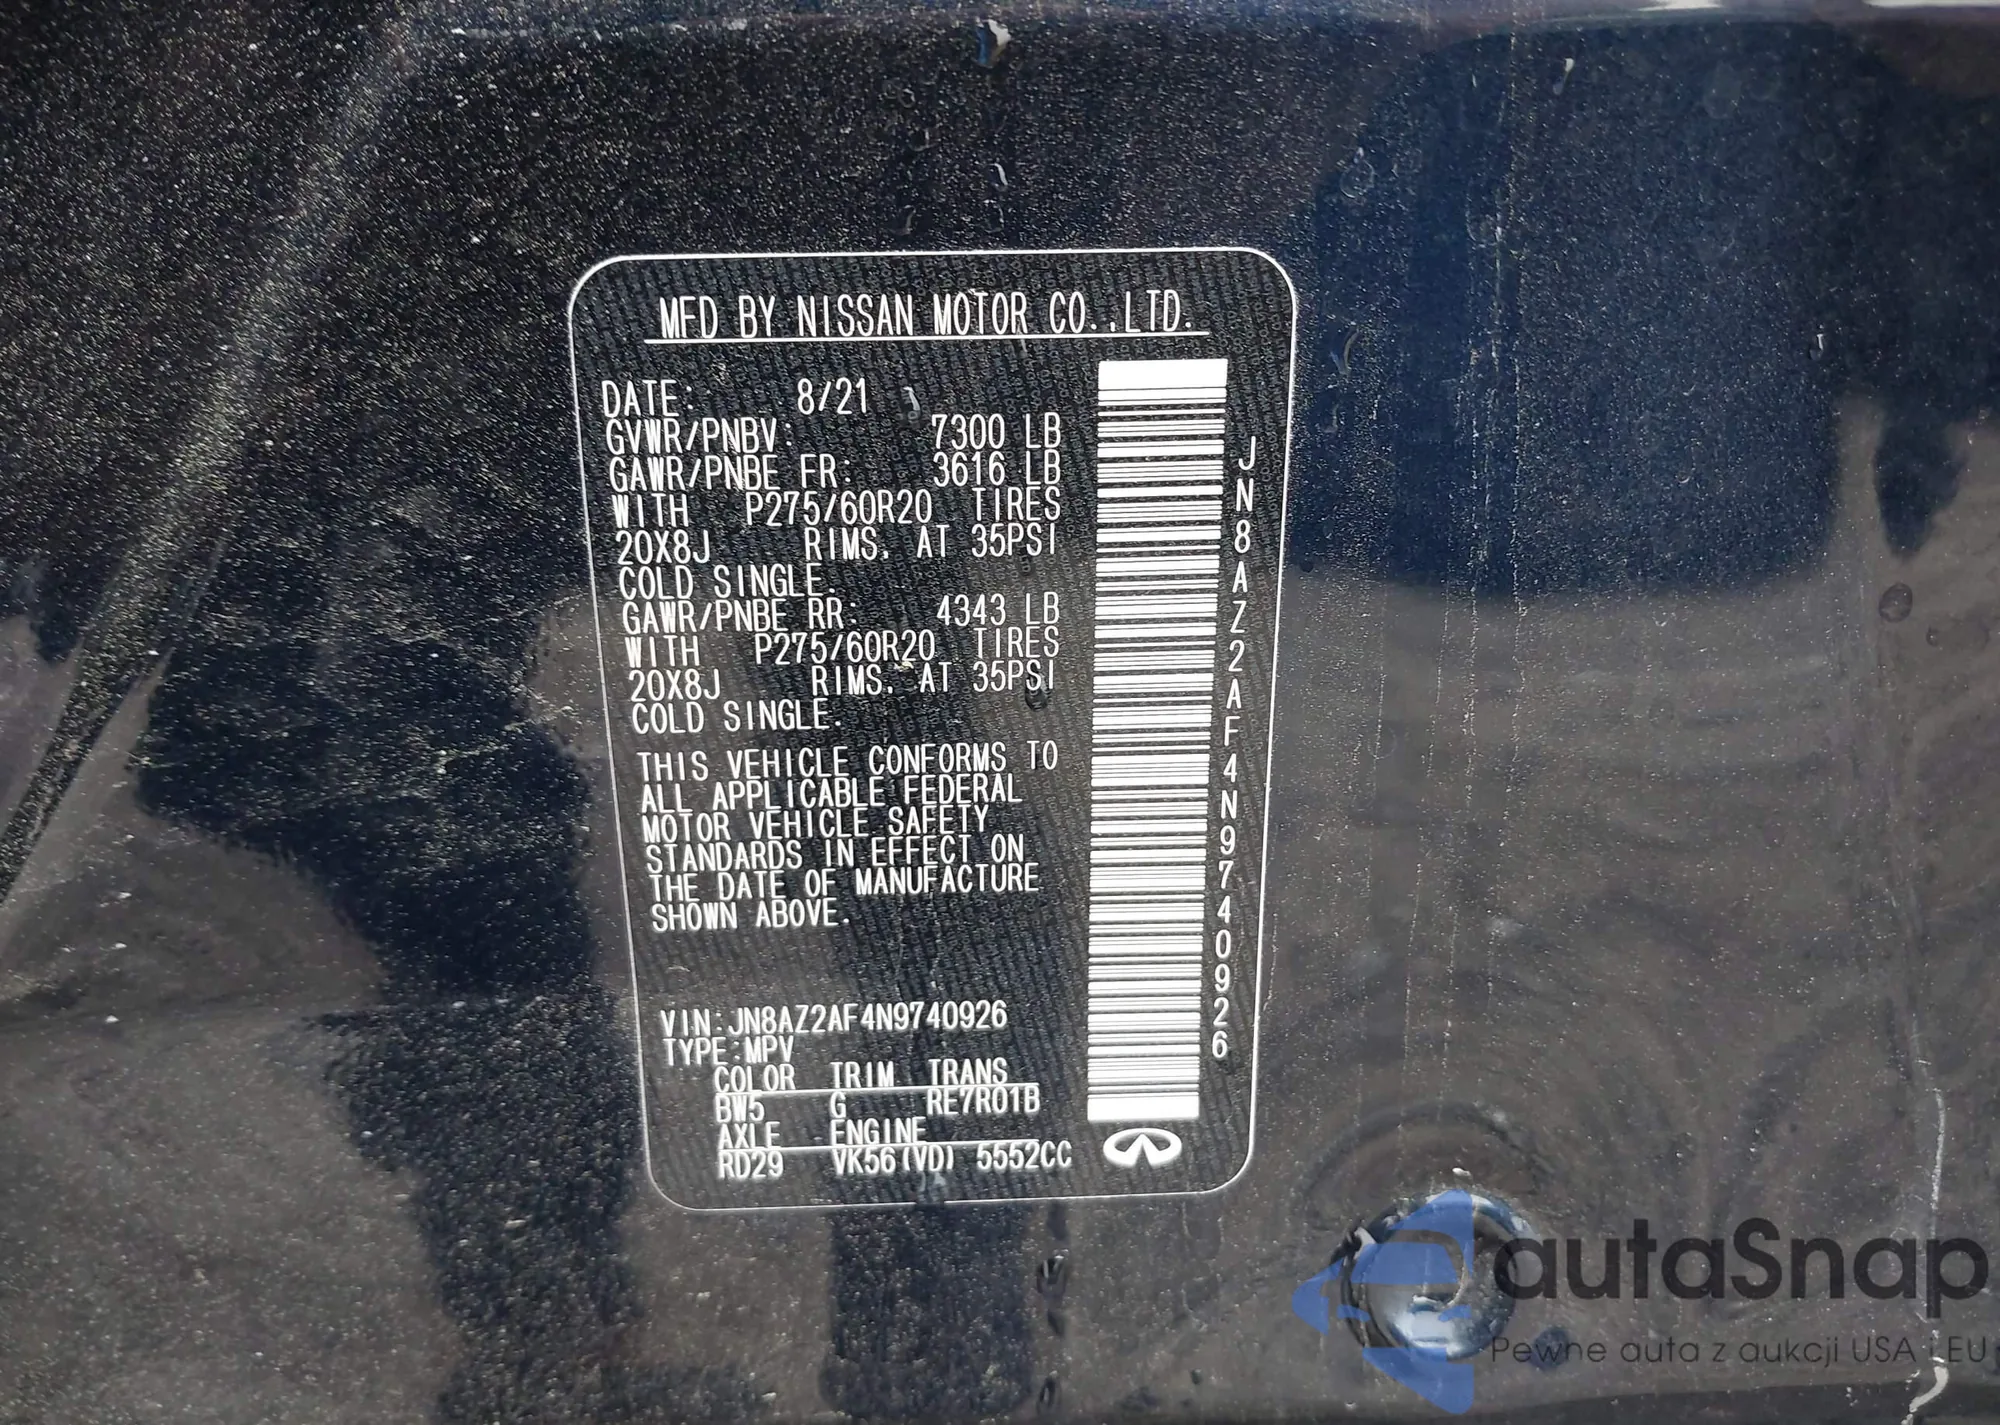 MFD BY NISSAN MOTOR CO.,LTD.
DATE: 8/21
GVWR/PNBV: 7300 LB
GAWR/PNBE FR: 3616 LB
WITH P275/60R20 TIRES
20X8J RIMS. AT 35PSI
COLD SINGLE.
GAWR/PNBE RR: 4343 LB
WITH P275/60R20 TIRES
20X8J RIMS. AT 35PSI
COLD SINGLE.
THIS VEHICLE CONFORMS TO
ALL APPLICABLE FEDERAL
MOTOR VEHICLE SAFETY
STANDARDS IN EFFECT ON
THE DATE OF MANUFACTURE
SHOWN ABOVE.
VIN:JN8AZ2AF4N9740926
TYPE:MPV
COLOR TRIM TRANS
BW5 G RE7R01B
AXLE ENGINE
RD29 VK56(VD) 5552CC
JN8AZ2AF4N9740926
autaSnap
Pewne auta z aukcji USA i EU